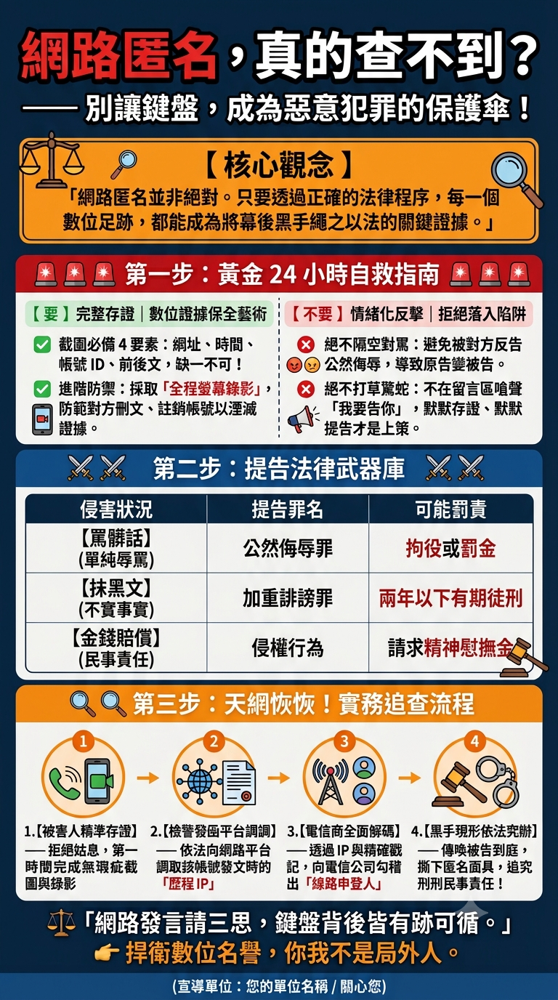 網路匿名，真的查不到？
—— 別讓鍵盤，成為惡意犯罪的保護傘！
【 核心觀念 】
「網路匿名並非絕對。只要透過正確的法律程序，每一個
數位足跡，都能成為將幕後黑手繩之以法的關鍵證據。」
第一步：黃金 24 小時自救指南
【 要 】完整存證｜數位證據保全藝術
截圖必備 4 要素：網址、時間、
帳號 ID、前後文，缺一不可！
進階防禦：採取「全程螢幕錄影」，
防範對方刪文、註銷帳號以湮滅
證據。
【 不要 】情緒化反擊｜拒絕落入陷阱
絕不隔空對罵：避免被對方反告
公然侮辱，導致原告變被告。
絕不打草驚蛇：不在留言區嗆聲
「我要告你」，默默存證、默默
提告才是上策。
第二步：提告法律武器庫
侵害狀況
提告罪名
可能罰責
【罵髒話】
(單純辱罵)
公然侮辱罪
拘役或罰金
【抹黑文】
(不實事實)
加重誹謗罪
兩年以下有期徒刑
【金錢賠償】
(民事責任)
侵權行為
請求精神慰撫金
第三步：天網恢恢！實務追查流程
1
2
3
4
1.【被害人精準存證】
—— 拒絕姑息，第一
時間完成無瑕疵截
圖與錄影
2.【檢警發函平台調調】
—— 依法向網路平台
調取該帳號發文時的
「歷程 IP」
3.【電信商全面解碼】
—— 透過 IP 與精確戳
記，向電信公司勾稽
出「線路申登人」
4.【黑手現形依法究辦】
—— 傳喚被告到庭，
撕下匿名面具，追究
刑刑民事責任！
「網路發言請三思，鍵盤背後皆有跡可循。」
捍衛數位名譽，你我不是局外人。
(宣導單位：您的單位名稱 / 關心您)